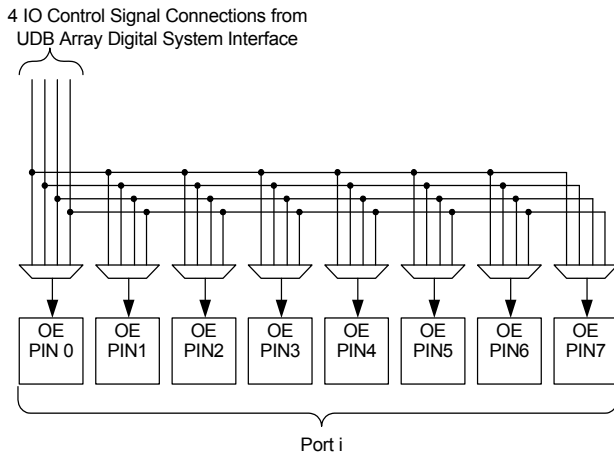 4 IO Control Signal Connections from
UDB Array Digital System Interface
OE OE OE OE OE OE OE OE
PIN 0 PIN1 PIN2 PIN3 PIN4 PIN5 PIN6 PIN7
Port i